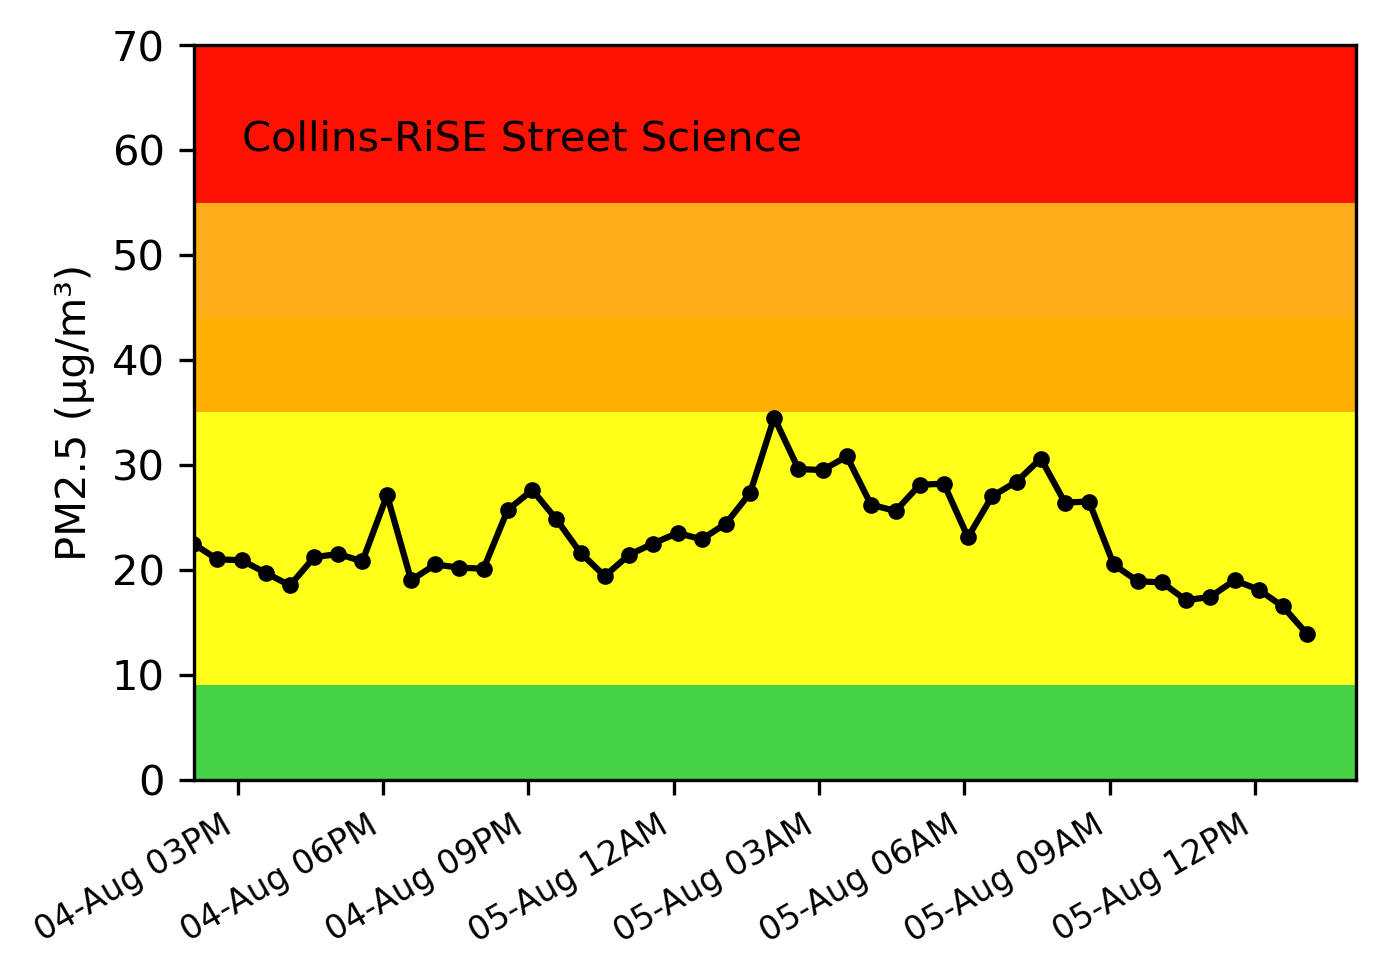 70
Collins-RiSE Street Science
60
50
40
30
20
10
0
PM2.5 (µg/m³)
04-Aug 03PM
04-Aug 06PM
04-Aug 09PM
05-Aug 12AM
05-Aug 03AM
05-Aug 06AM
05-Aug 09AM
05-Aug 12PM